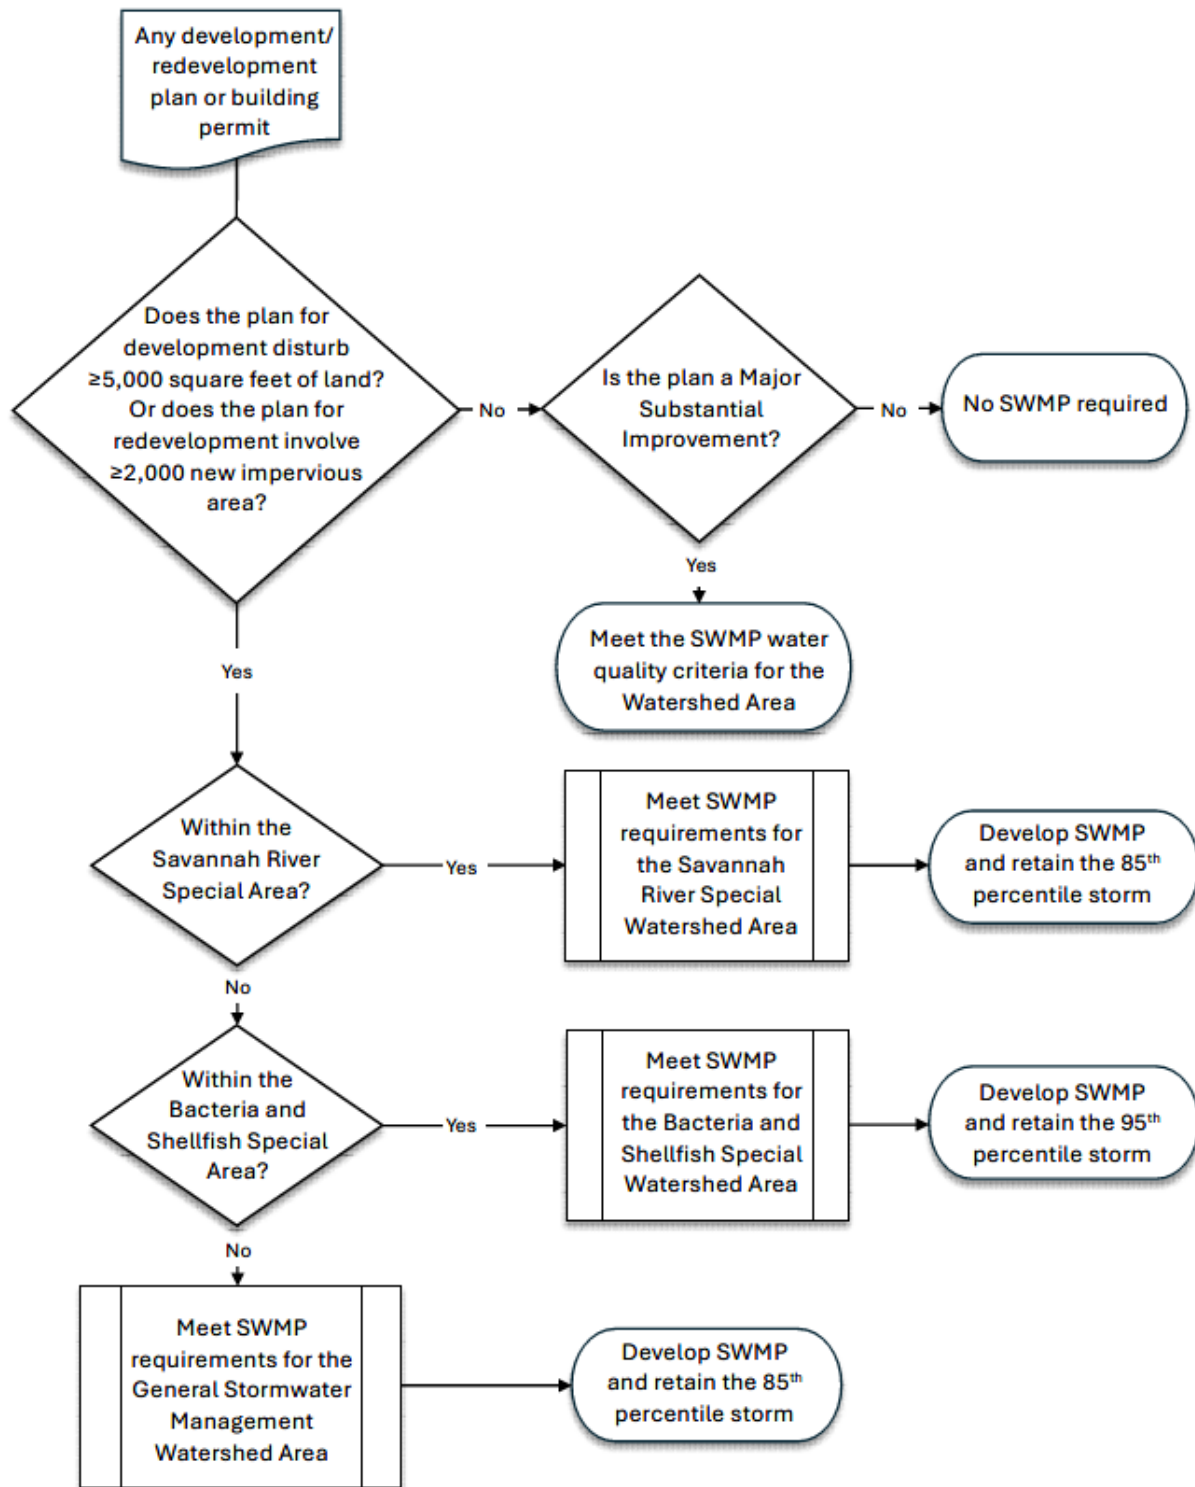 Any development/
redevelopment
plan or building
permit
Does the plan for
development disturb
≥5,000 square feet of land?
Or does the plan for
redevelopment involve
≥2,000 new impervious
area?
No
Is the plan a Major
Substantial
Improvement?
No
No SWMP required
Yes
Meet the SWMP water
quality criteria for the
Watershed Area
Yes
Within the
Savannah River
Special Area?
Yes
Meet SWMP
requirements for
the Savannah
River Special
Watershed Area
Develop SWMP
and retain the 85th
percentile storm
No
Within the
Bacteria and
Shellfish Special
Area?
Yes
Meet SWMP
requirements for
the Bacteria and
Shellfish Special
Watershed Area
Develop SWMP
and retain the 95th
percentile storm
No
Meet SWMP
requirements for the
General Stormwater
Management
Watershed Area
Develop SWMP
and retain the 85th
percentile storm